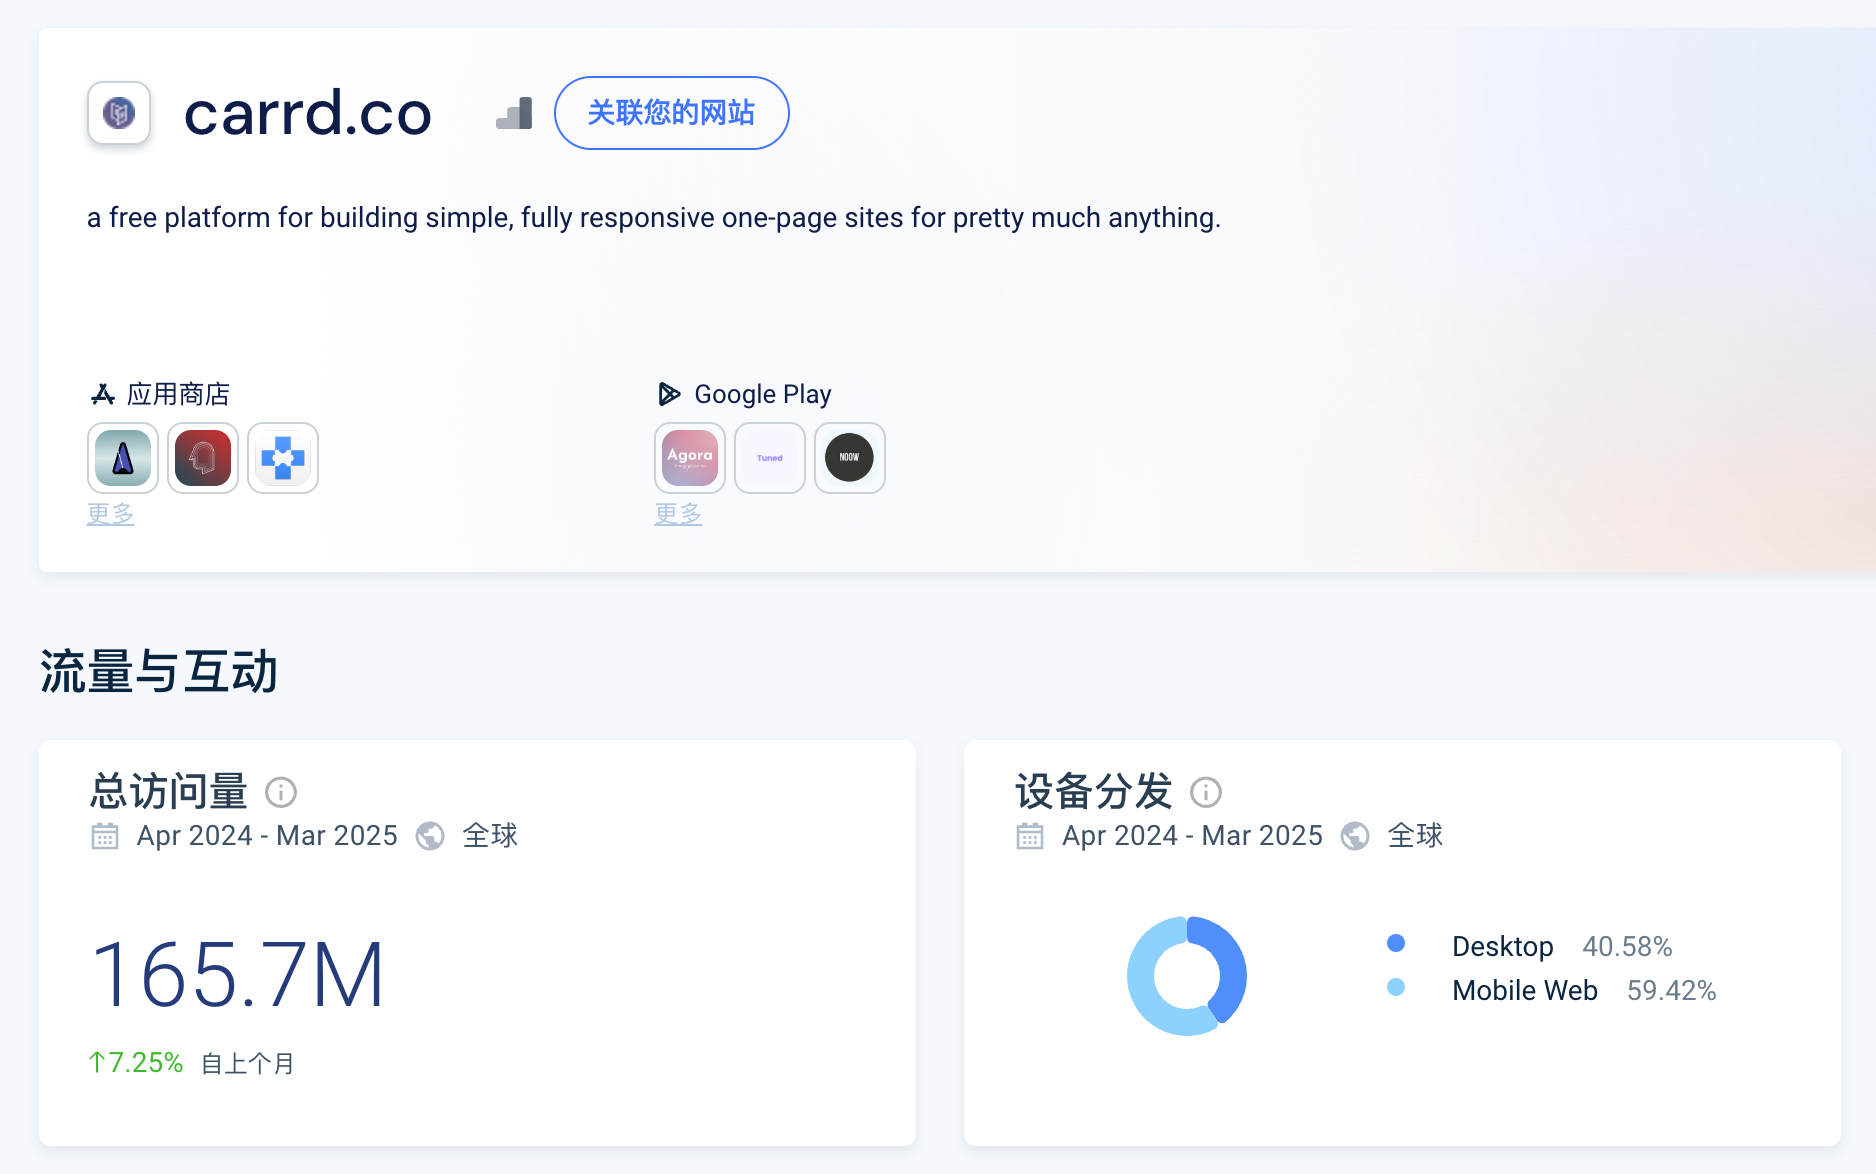 carrd.co
关联您的网站
a free platform for building simple, fully responsive one-page sites for pretty much anything.
应用商店
更多
Google Play
Agora
Tuned
NOOW
更多
流量与互动
总访问量
Apr 2024 - Mar 2025 全球
165.7M
↑7.25% 自上个月
设备分发
Apr 2024 - Mar 2025 全球
Desktop 40.58%
Mobile Web 59.42%